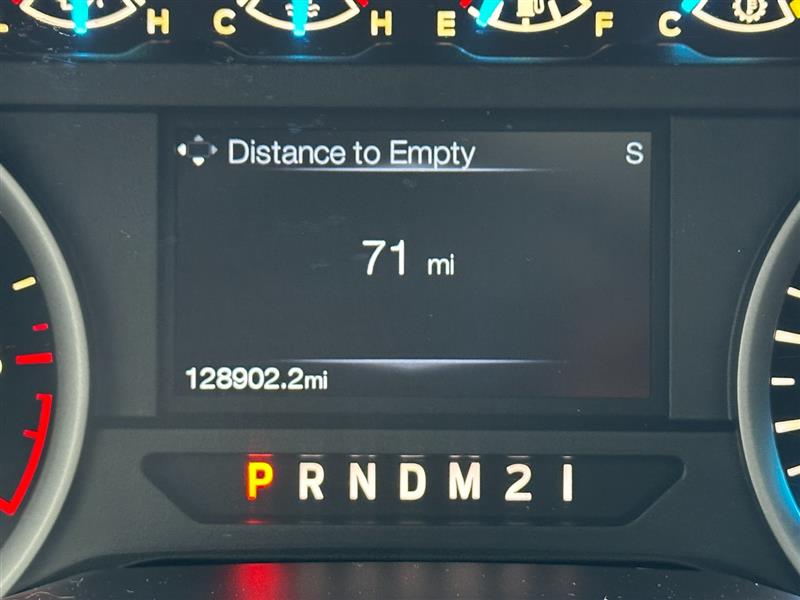 H C H E F C
Distance to Empty S
71 mi
128902.2mi
P R N D M 2 1